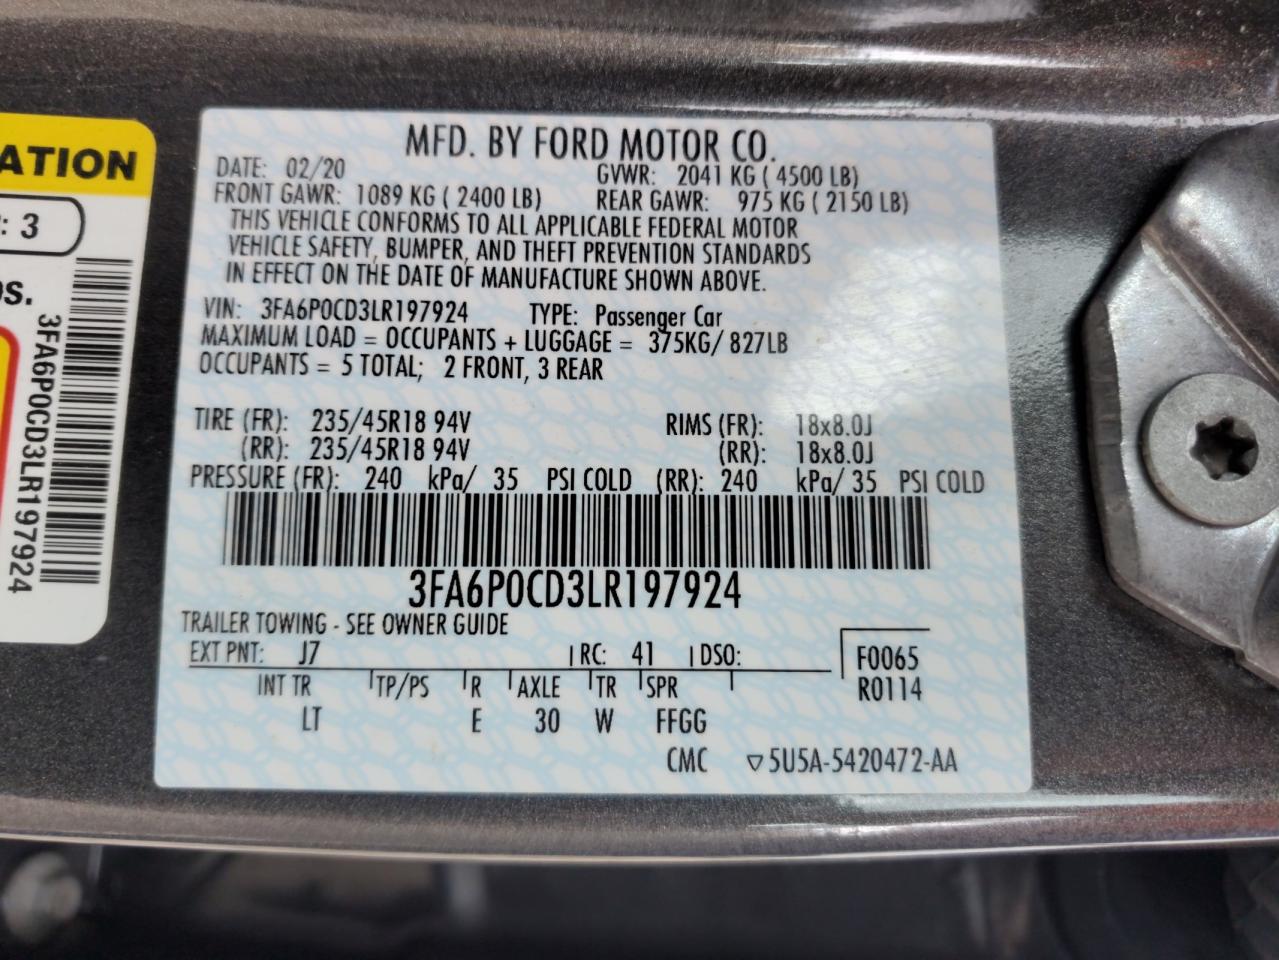 ATION
: 3
os.
3FA6P0CD3LR197924
MFD. BY FORD MOTOR CO.
DATE: 02/20 GVWR: 2041 KG ( 4500 LB)
FRONT GAWR: 1089 KG ( 2400 LB) REAR GAWR: 975 KG ( 2150 LB)
THIS VEHICLE CONFORMS TO ALL APPLICABLE FEDERAL MOTOR
VEHICLE SAFETY, BUMPER, AND THEFT PREVENTION STANDARDS
IN EFFECT ON THE DATE OF MANUFACTURE SHOWN ABOVE.
VIN: 3FA6P0CD3LR197924 TYPE: Passenger Car
MAXIMUM LOAD = OCCUPANTS + LUGGAGE = 375KG/ 827LB
OCCUPANTS = 5 TOTAL; 2 FRONT, 3 REAR
TIRE (FR): 235/45R18 94V RIMS (FR): 18x8.0J
(RR): 235/45R18 94V (RR): 18x8.0J
PRESSURE (FR): 240 kPa/ 35 PSI COLD (RR): 240 kPa/ 35 PSI COLD
3FA6P0CD3LR197924
TRAILER TOWING - SEE OWNER GUIDE
EXT PNT: J7 RC: 41 DSO: F0065
INT TR TP/PS R AXLE TR SPR R0114
LT E 30 W FFGG
CMC ▽5U5A-5420472-AA